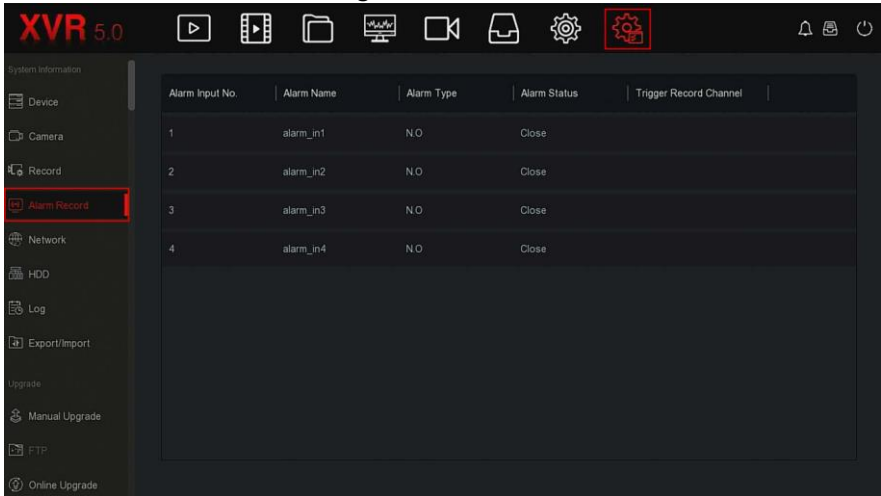 XVR 5.0
System Information
Device
Camera
Record
Alarm Record
Network
HDD
Log
Export/Import
Upgrade
Manual Upgrade
FTP
Online Upgrade
Alarm Input No. Alarm Name Alarm Type Alarm Status Trigger Record Channel
1 alarm_in1 N.O Close
2 alarm_in2 N.O Close
3 alarm_in3 N.O Close
4 alarm_in4 N.O Close